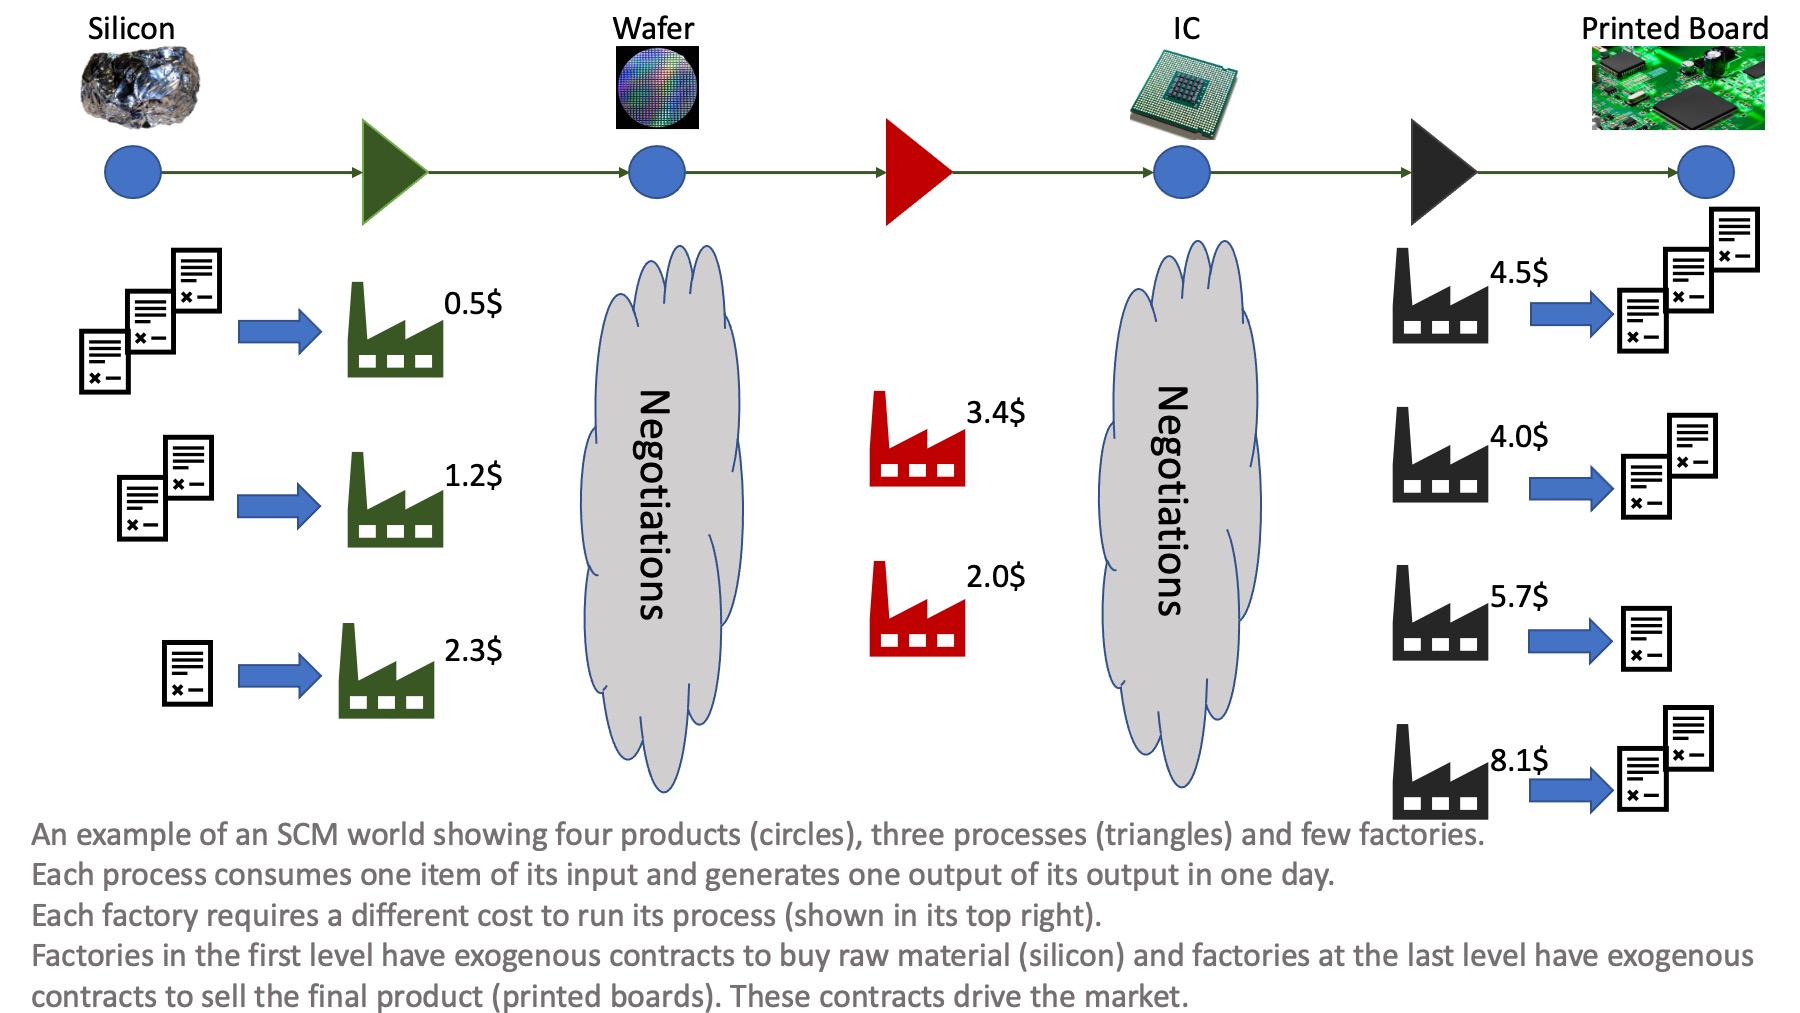 Silicon
Wafer
IC
Printed Board
0.5$
1.2$
2.3$
Negotiations
3.4$
2.0$
Negotiations
4.5$
4.0$
5.7$
8.1$
An example of an SCM world showing four products (circles), three processes (triangles) and few factories.
Each process consumes one item of its input and generates one output of its output in one day.
Each factory requires a different cost to run its process (shown in its top right).
Factories in the first level have exogenous contracts to buy raw material (silicon) and factories at the last level have exogenous
contracts to sell the final product (printed boards). These contracts drive the market.